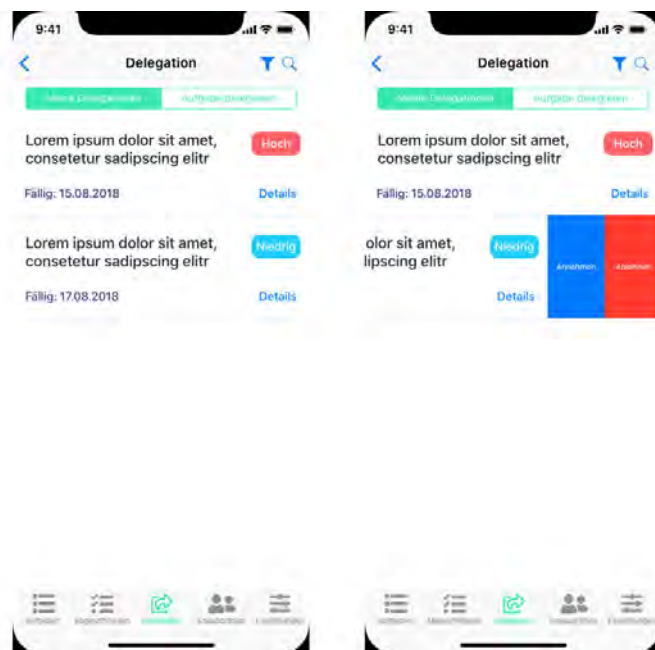 9:41
Delegation
Meine Delegationen
Aufgabe delegieren
Lorem ipsum dolor sit amet,
consetetur sadipscing elitr
Hoch
Fällig: 15.08.2018
Details
Lorem ipsum dolor sit amet,
consetetur sadipscing elitr
Niedrig
Fällig: 17.08.2018
Details
9:41
Delegation
Meine Delegationen
Aufgabe delegieren
Lorem ipsum dolor sit amet,
consetetur sadipscing elitr
Hoch
Fällig: 15.08.2018
Details
olor sit amet,
lipscing elitr
Niedrig
Details
Annehmen
Ablehnen